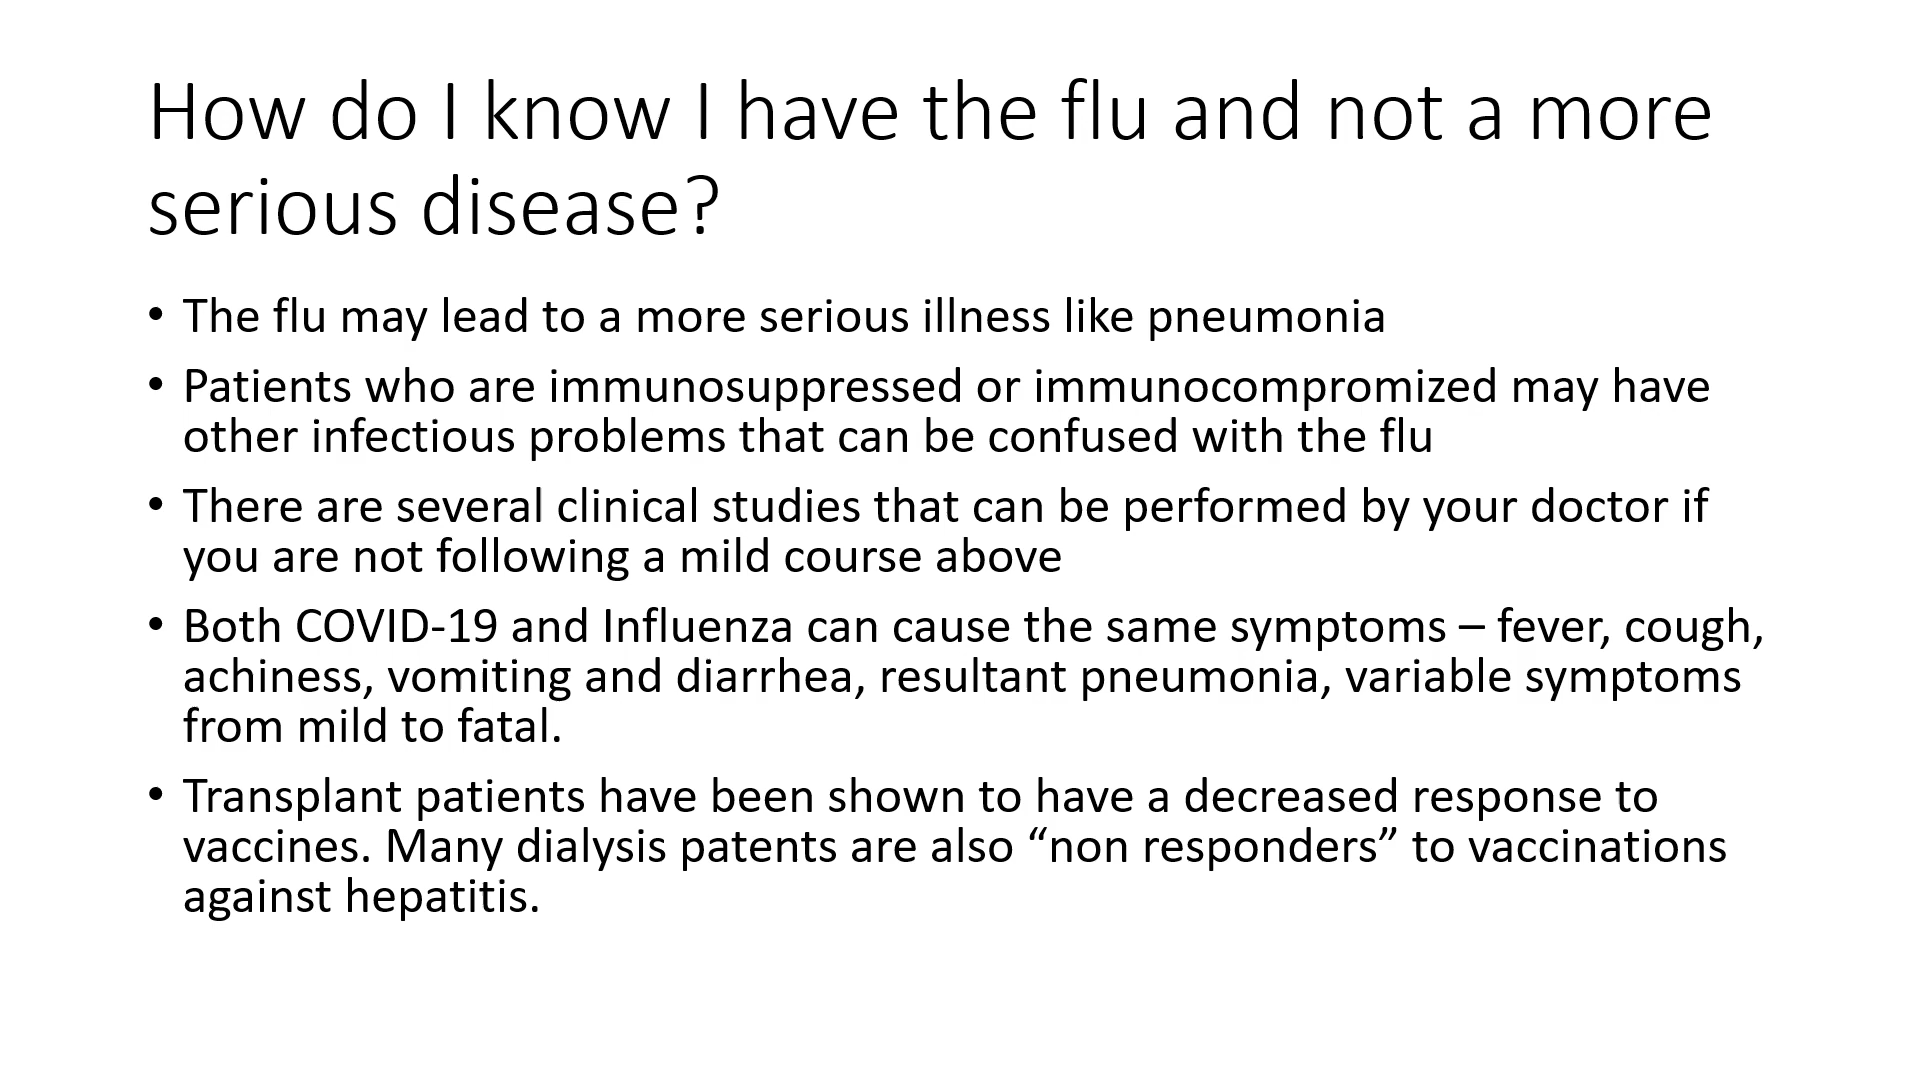 How do I know I have the flu and not a more
serious disease?
• The flu may lead to a more serious illness like pneumonia
• Patients who are immunosuppressed or immunocompromized may have
other infectious problems that can be confused with the flu
• There are several clinical studies that can be performed by your doctor if
you are not following a mild course above
• Both COVID-19 and Influenza can cause the same symptoms – fever, cough,
achiness, vomiting and diarrhea, resultant pneumonia, variable symptoms
from mild to fatal.
• Transplant patients have been shown to have a decreased response to
vaccines. Many dialysis patents are also “non responders” to vaccinations
against hepatitis.